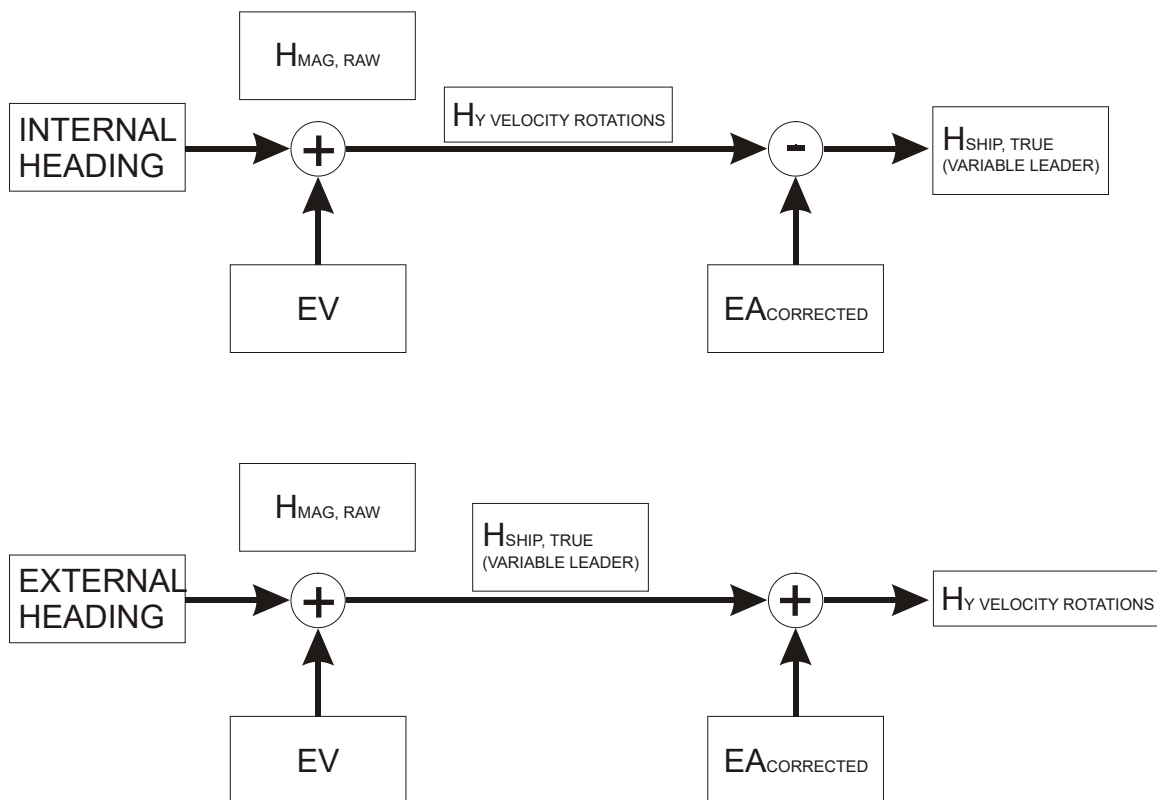 HMAG, RAW
HY VELOCITY ROTATIONS
INTERNAL
HEADING
+
-
HSHIP, TRUE
(VARIABLE LEADER)
EV
EACORRECTED
HMAG, RAW
HSHIP, TRUE
(VARIABLE LEADER)
EXTERNAL
HEADING
+
+
HY VELOCITY ROTATIONS
EV
EACORRECTED